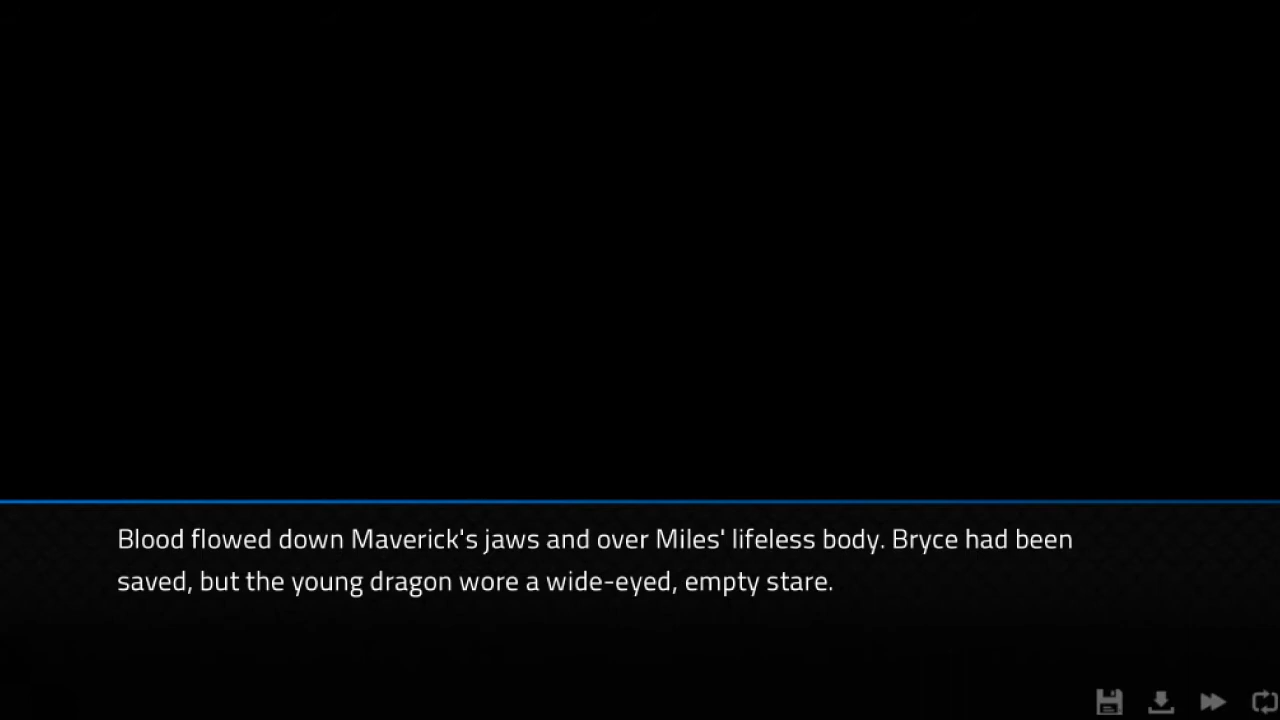 Blood flowed down Maverick's jaws and over Miles' lifeless body. Bryce had been
saved, but the young dragon wore a wide-eyed, empty stare.